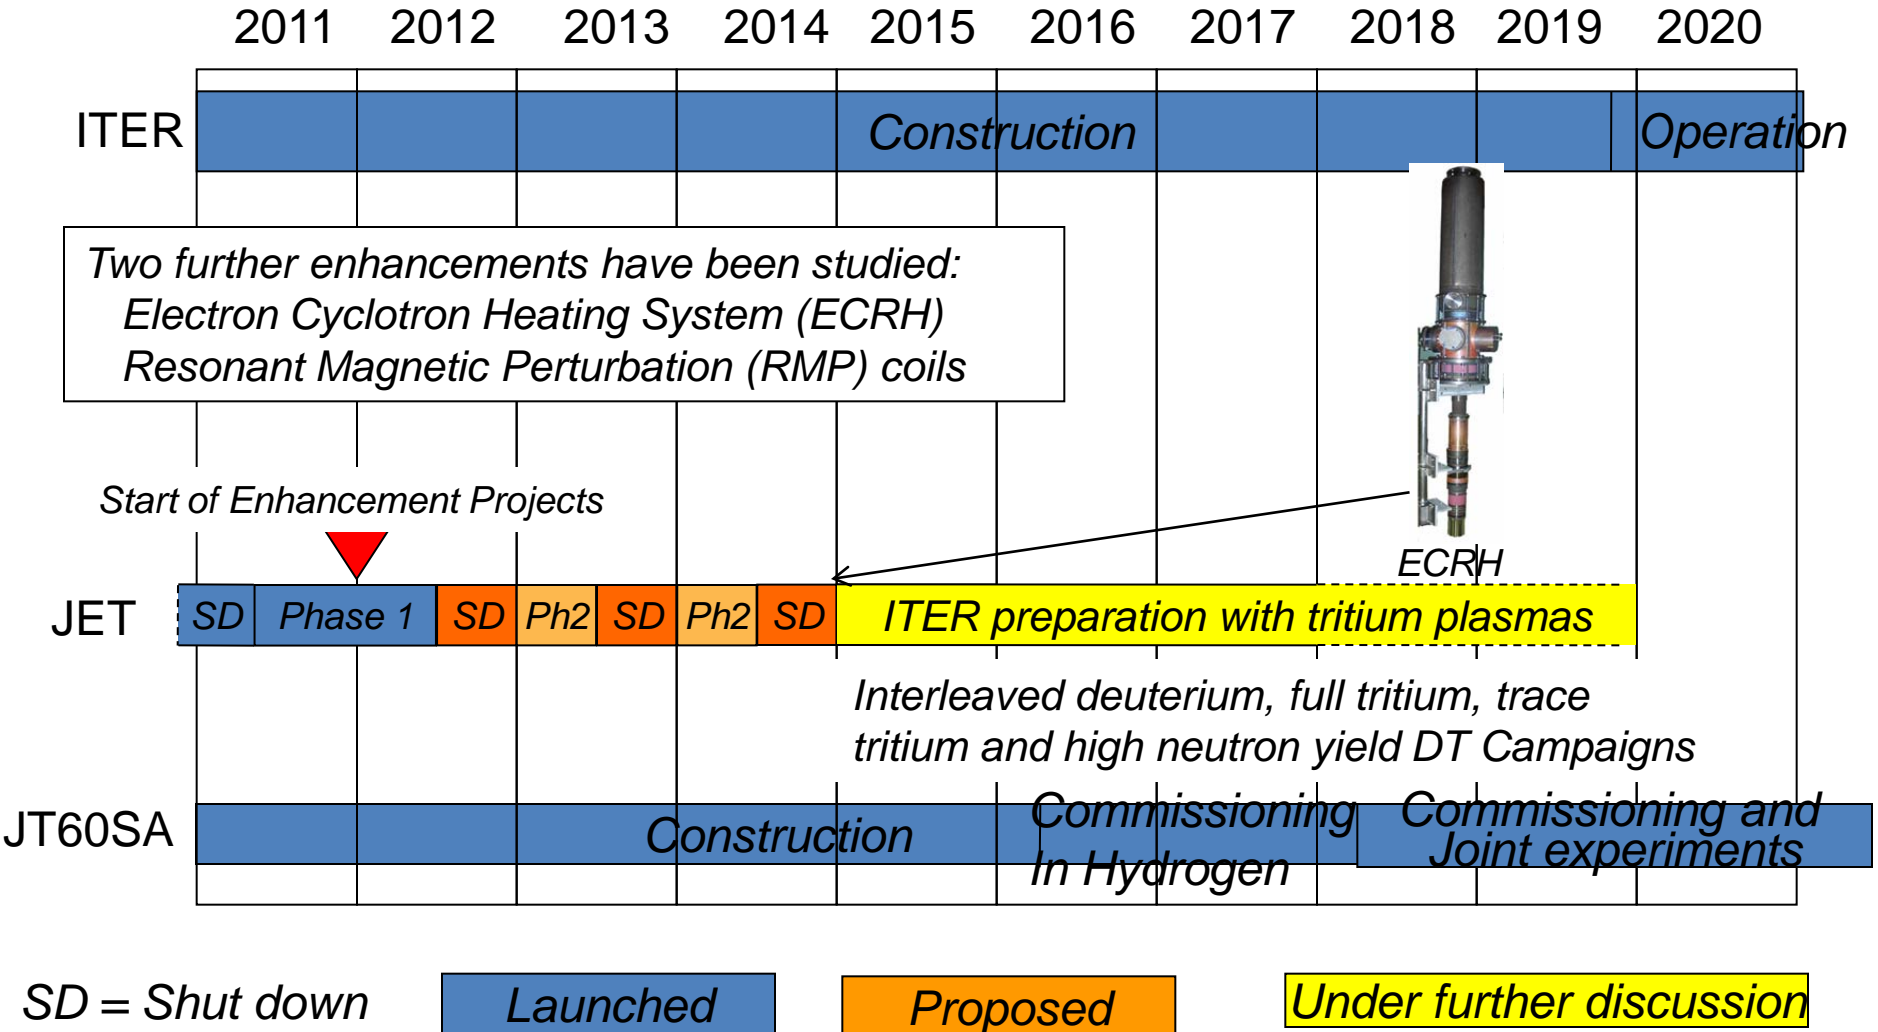 2011 2012 2013 2014 2015 2016 2017 2018 2019 2020
ITER Construction Operation
Two further enhancements have been studied:
Electron Cyclotron Heating System (ECRH)
Resonant Magnetic Perturbation (RMP) coils
Start of Enhancement Projects
ECRH
JET SD Phase 1 SD Ph2 SD Ph2 SD ITER preparation with tritium plasmas
Interleaved deuterium, full tritium, trace
tritium and high neutron yield DT Campaigns
JT60SA Construction
Commissioning
In Hydrogen
Commissioning and
Joint experiments
SD = Shut down Launched Proposed Under further discussion